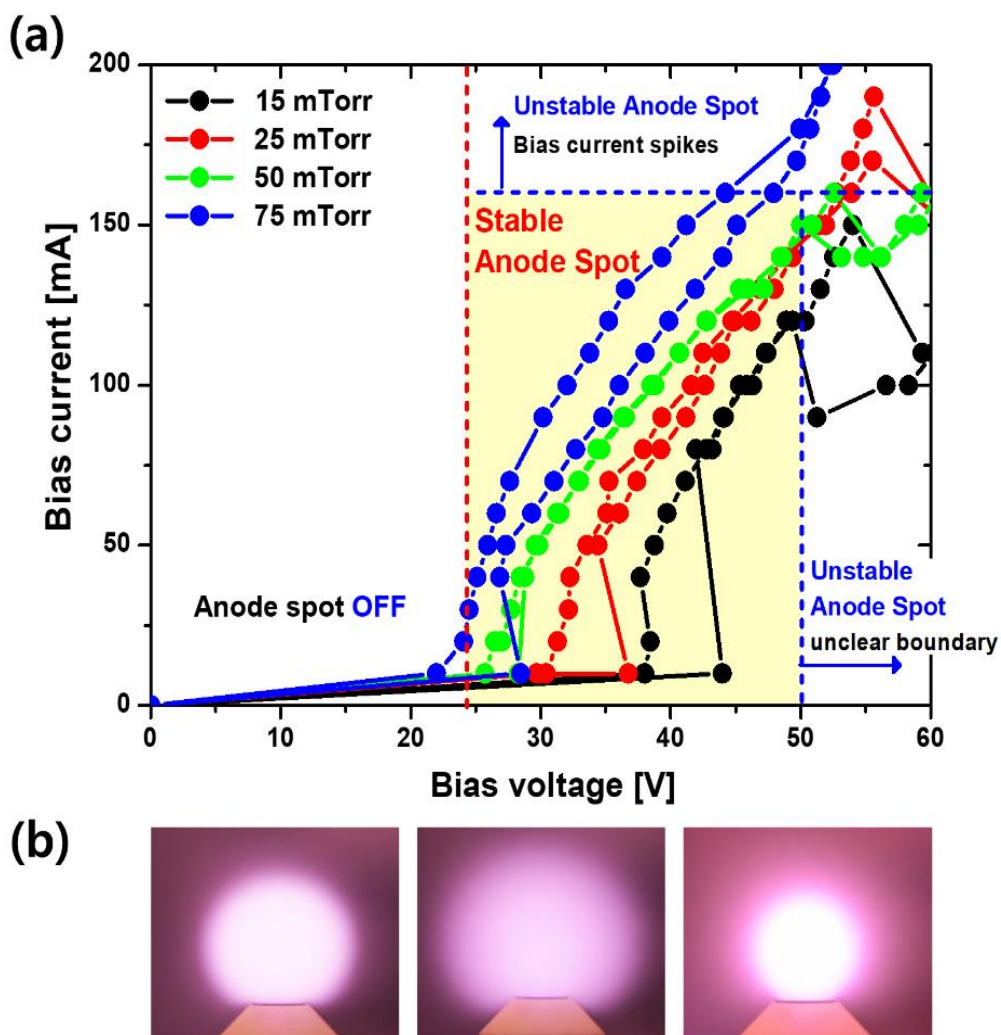 (a)
200
150
100
50
0
Bias current [mA]
15 mTorr
25 mTorr
50 mTorr
75 mTorr
Unstable Anode Spot
Bias current spikes
Stable
Anode Spot
Anode spot OFF
Unstable
Anode Spot
unclear boundary
0 10 20 30 40 50 60
Bias voltage [V]
(b)